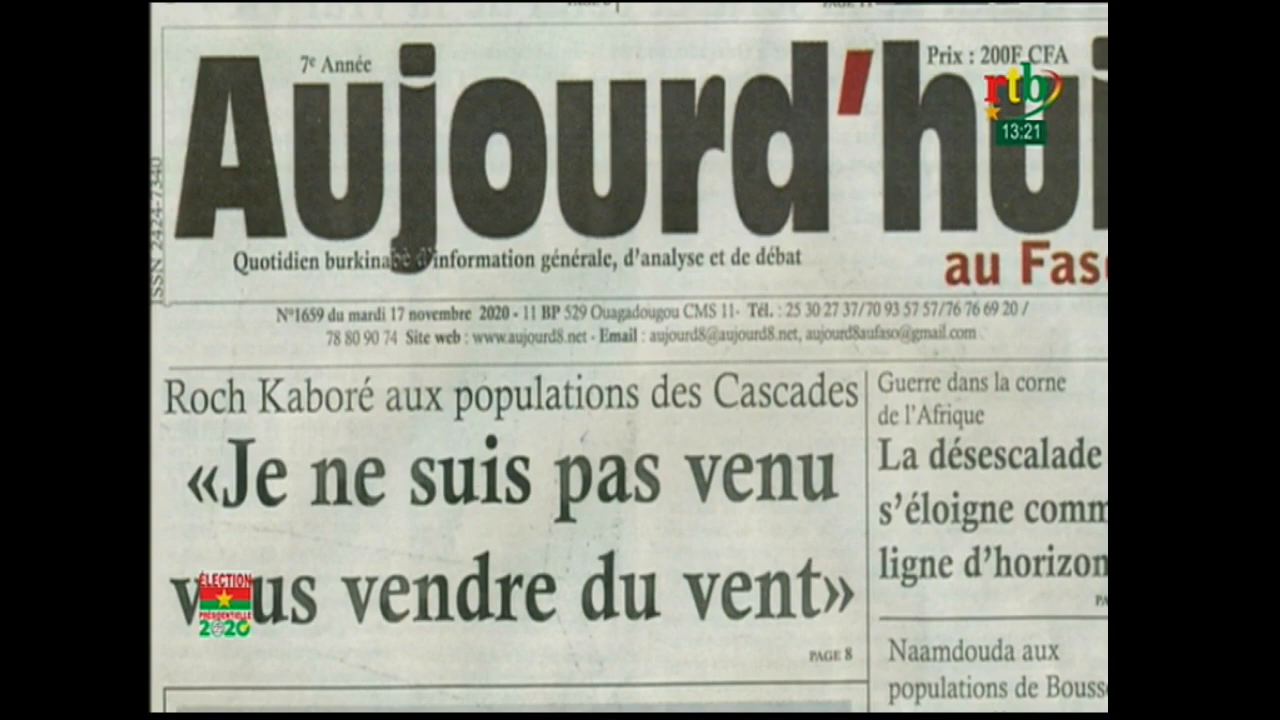 7e Année
Prix : 200F CFA
Aujourd'hui
au Faso
rtb
13:21
ISSN 2424-7340
Quotidien burkinabè d'information générale, d'analyse et de débat
N°1659 du mardi 17 novembre 2020 - 11 BP 529 Ouagadougou CMS 11- Tél. : 25 30 27 37/70 93 57 57/76 76 69 20 /
78 80 90 74 Site web : www.aujourd8.net - Email : aujourd8@aujourd8.net, aujourd8aufaso@gmail.com
Roch Kaboré aux populations des Cascades
«Je ne suis pas venu
vous vendre du vent»
PAGE 8
ÉLECTION
PRÉSIDENTIELLE
2020
Guerre dans la corne
de l'Afrique
La désescalade
s'éloigne comm
ligne d'horizon
Naamdouda aux
populations de Bouss